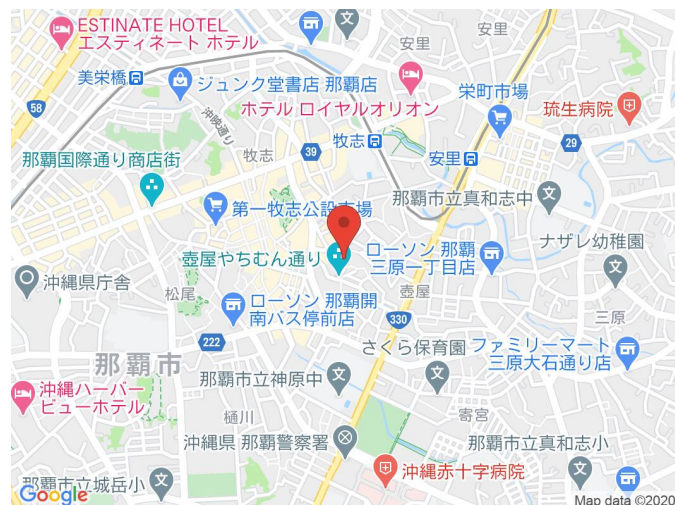 ESTINATE HOTEL
エスティネート ホテル
文
安里
安里
美栄橋
ジュンク堂書店 那覇店
58
沖映通り
ホテル ロイヤルオリオン
栄町市場
琉生病院
牧志
39
牧志
29
那覇国際通り商店街
安里
第一牧志公設市場
那覇市立真和志中
文
壺屋やちむん通り
ローソン 那覇
三原一丁目店
ナザレ幼稚園
文
沖縄県庁舎
松尾
壺屋
ローソン 那覇開
南バス停前店
330
三原
222
さくら保育園
文
ファミリーマート
三原大石通り店
那覇市
那覇市立神原中
文
沖縄ハーバー
ビューホテル
樋川
寄宮
沖縄県 那覇警察署
那覇市立真和志小
文
沖縄赤十字病院
那覇市立城岳小
文
Google
Map data ©2020